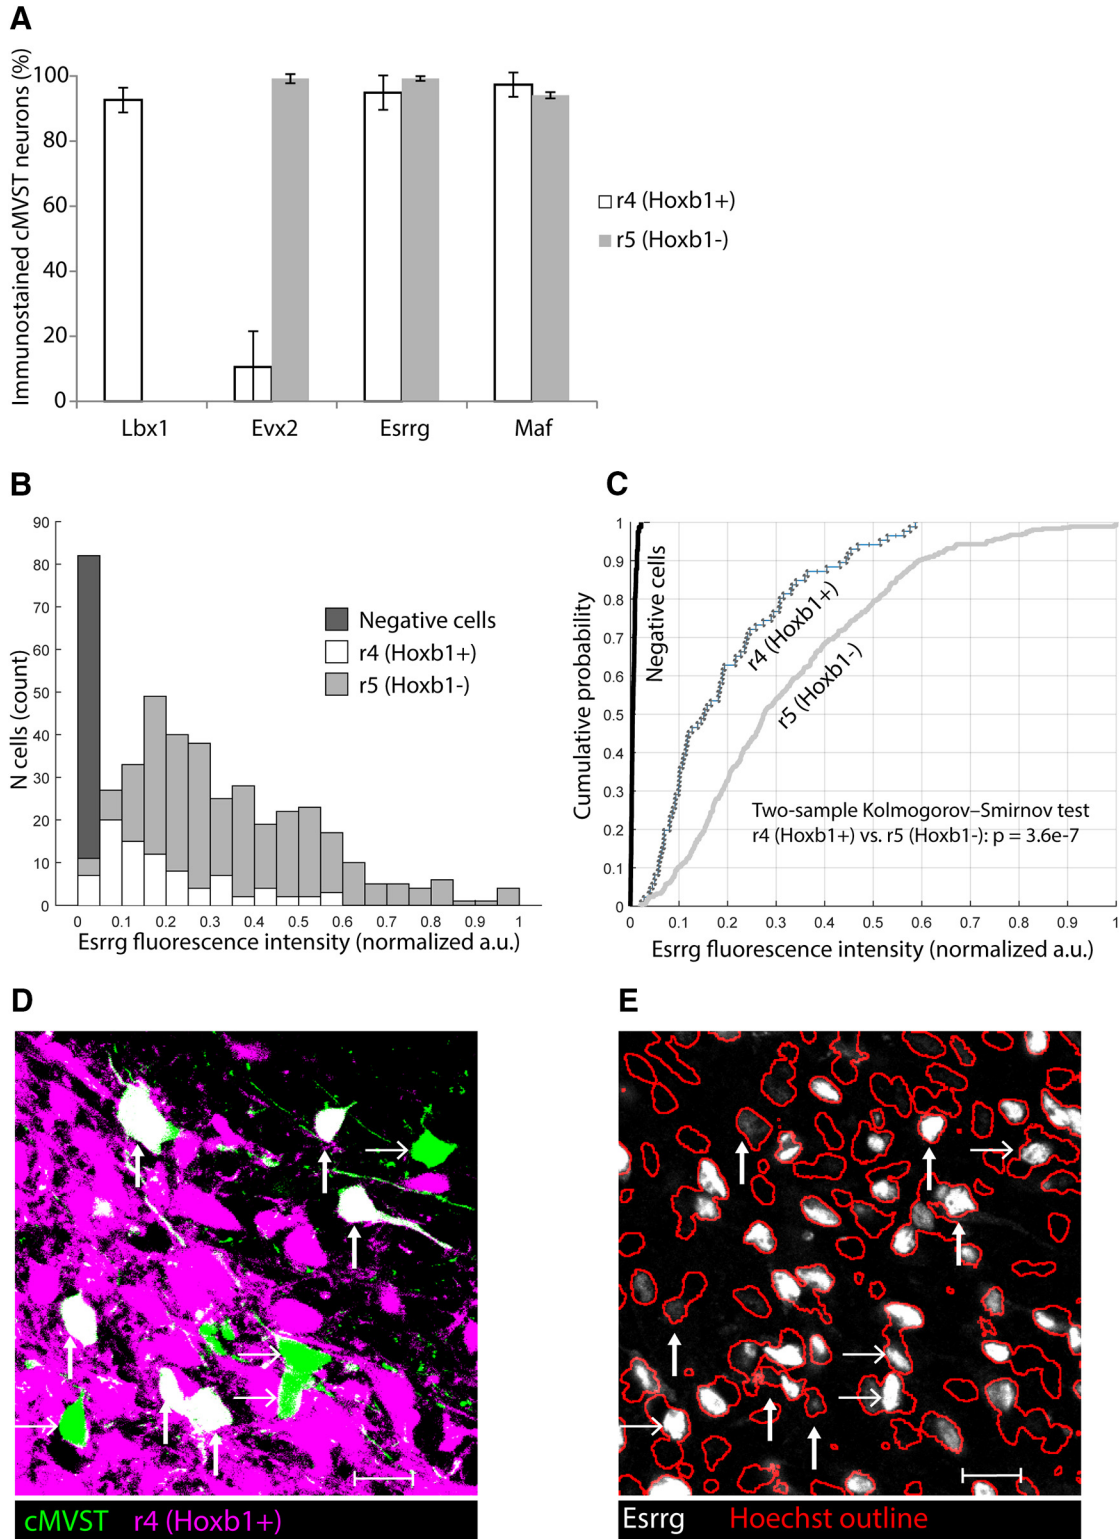 A
Immunostained cMVST neurons (%)
100
80
60
40
20
0
Lbx1 Evx2 Esrrg Maf
r4 (Hoxb1+)
r5 (Hoxb1-)
B
N cells (count)
90
80
70
60
50
40
30
20
10
0
0 0.1 0.2 0.3 0.4 0.5 0.6 0.7 0.8 0.9 1
Esrrg fluorescence intensity (normalized a.u.)
Negative cells
r4 (Hoxb1+)
r5 (Hoxb1-)
C
Cumulative probability
1
0.9
0.8
0.7
0.6
0.5
0.4
0.3
0.2
0.1
0
0.1 0.2 0.3 0.4 0.5 0.6 0.7 0.8 0.9 1
Esrrg fluorescence intensity (normalized a.u.)
Negative cells
r4 (Hoxb1+)
r5 (Hoxb1-)
Two-sample Kolmogorov–Smirnov test
r4 (Hoxb1+) vs. r5 (Hoxb1-): p = 3.6e-7
D
cMVST r4 (Hoxb1+)
E
Esrrg Hoechst outline